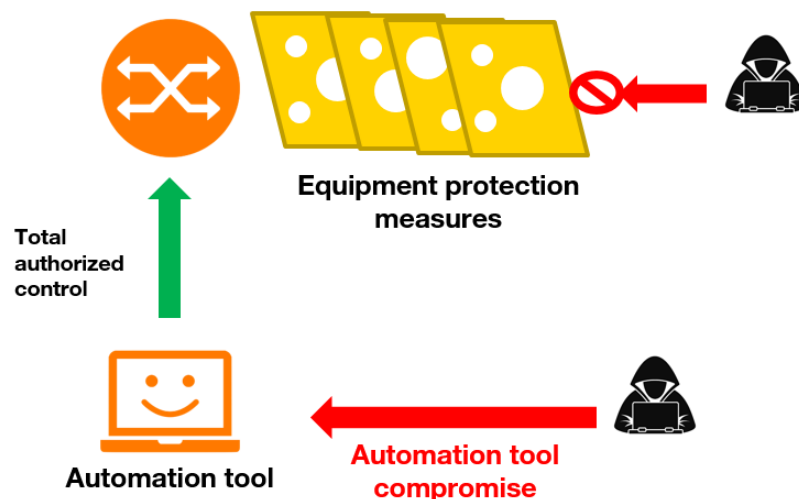 Equipment protection
measures
Total
authorized
control
Automation tool
Automation tool
compromise